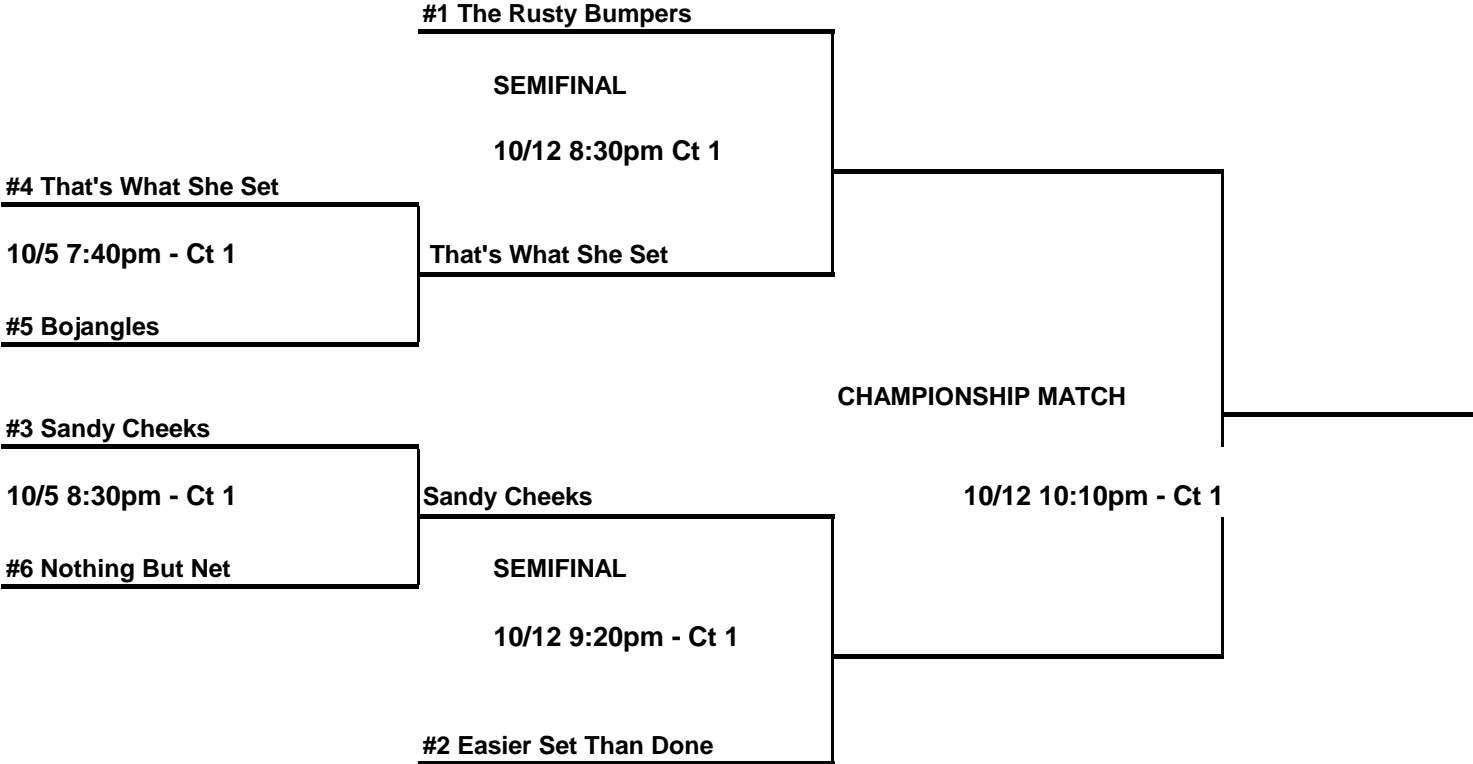 #1 The Rusty Bumpers
SEMIFINAL
10/12 8:30pm Ct 1
#4 That's What She Set
10/5 7:40pm - Ct 1
That's What She Set
#5 Bojangles
CHAMPIONSHIP MATCH
#3 Sandy Cheeks
10/5 8:30pm - Ct 1
Sandy Cheeks
10/12 10:10pm - Ct 1
#6 Nothing But Net
SEMIFINAL
10/12 9:20pm - Ct 1
#2 Easier Set Than Done